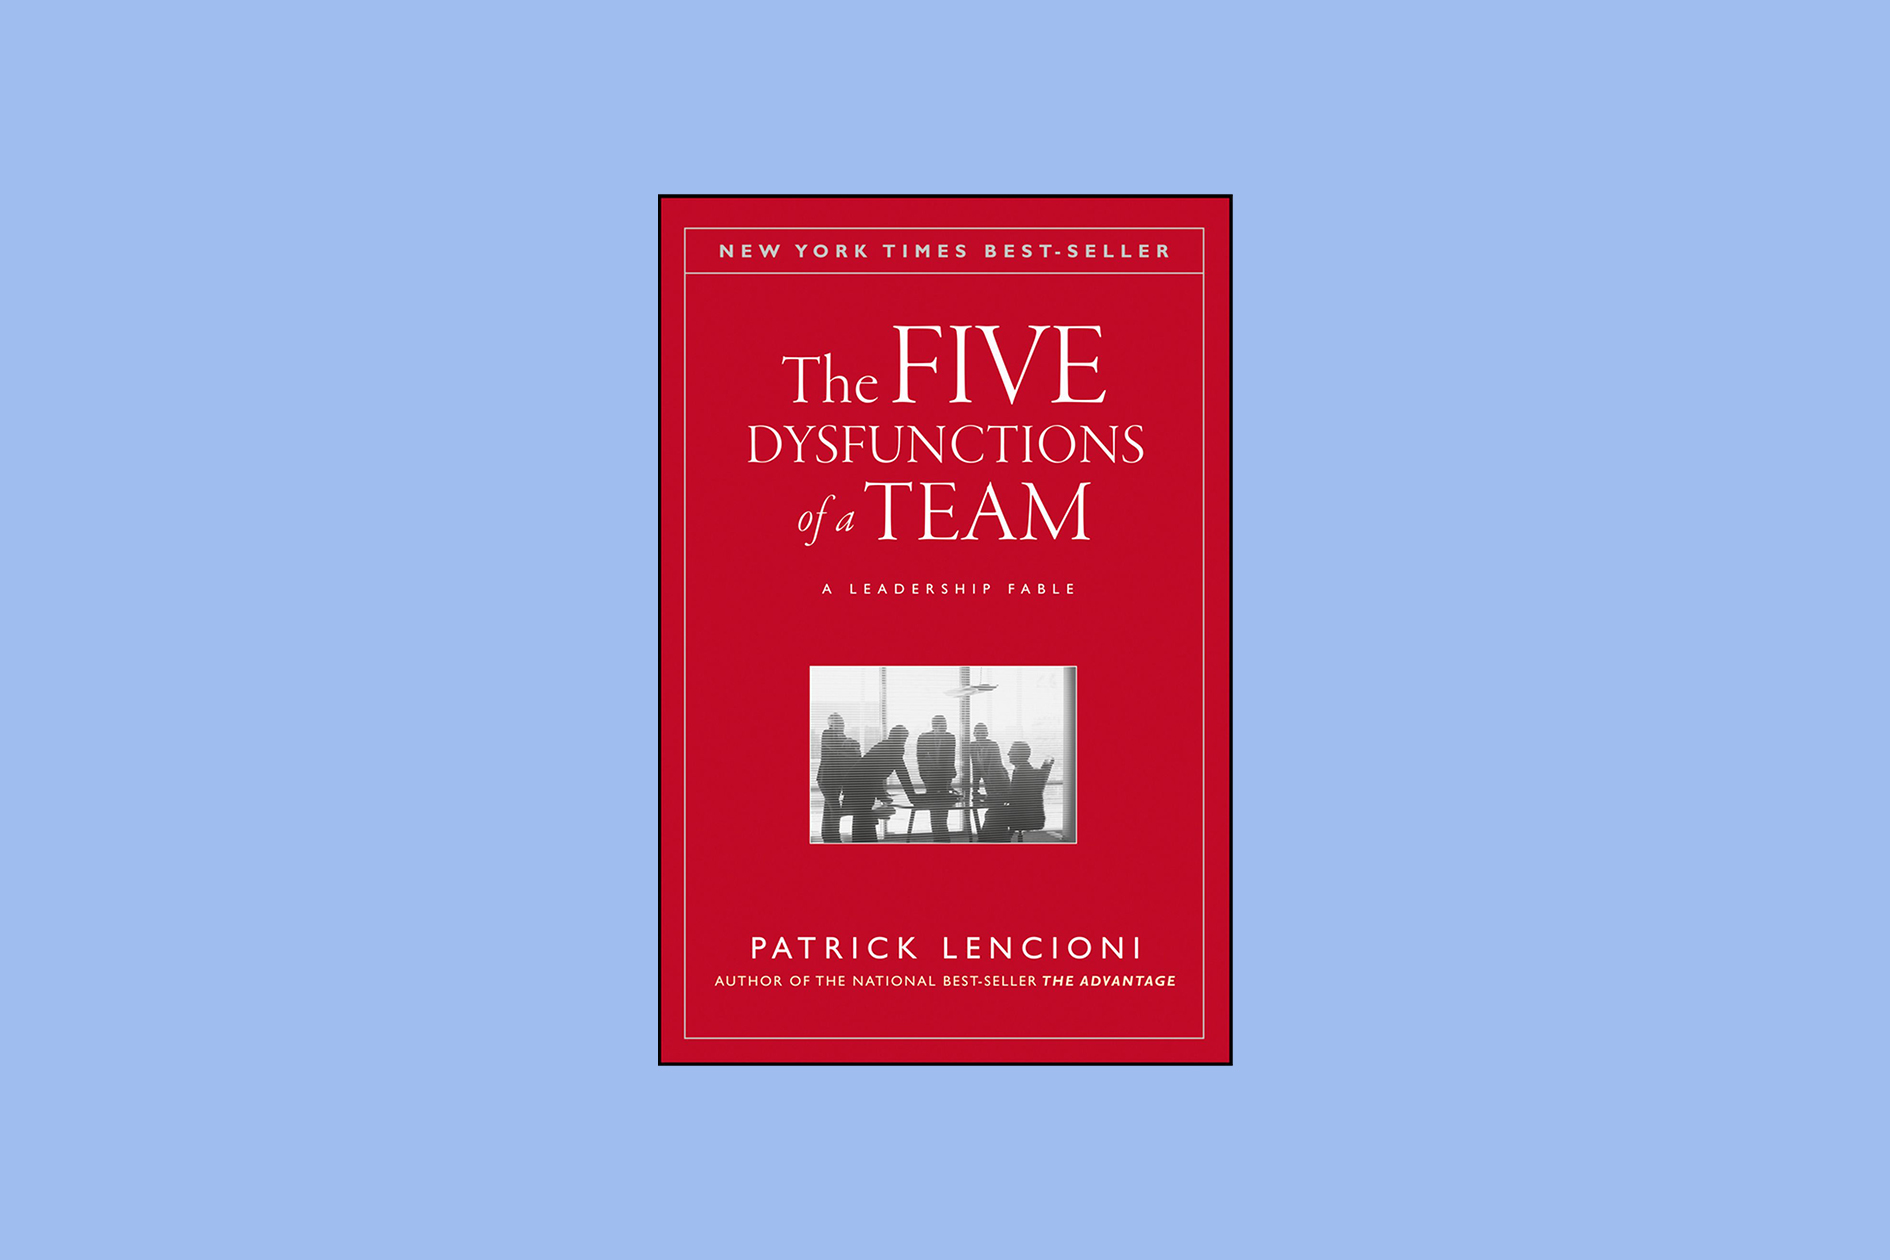 NEW YORK TIMES BEST-SELLER
The FIVE
DYSFUNCTIONS
of a TEAM
A LEADERSHIP FABLE
PATRICK LENCIONI
AUTHOR OF THE NATIONAL BEST-SELLER THE ADVANTAGE